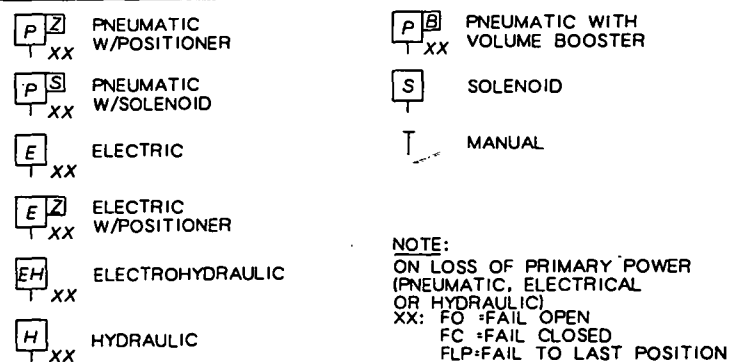 P Z XX PNEUMATIC
W/POSITIONER
P S XX PNEUMATIC
W/SOLENOID
E XX ELECTRIC
E Z XX ELECTRIC
W/POSITIONER
EH XX ELECTROHYDRAULIC
H XX HYDRAULIC
P B XX PNEUMATIC WITH
VOLUME BOOSTER
S SOLENOID
MANUAL
NOTE:
ON LOSS OF PRIMARY POWER
(PNEUMATIC, ELECTRICAL
OR HYDRAULIC)
XX: FO =FAIL OPEN
FC =FAIL CLOSED
FLP=FAIL TO LAST POSITION